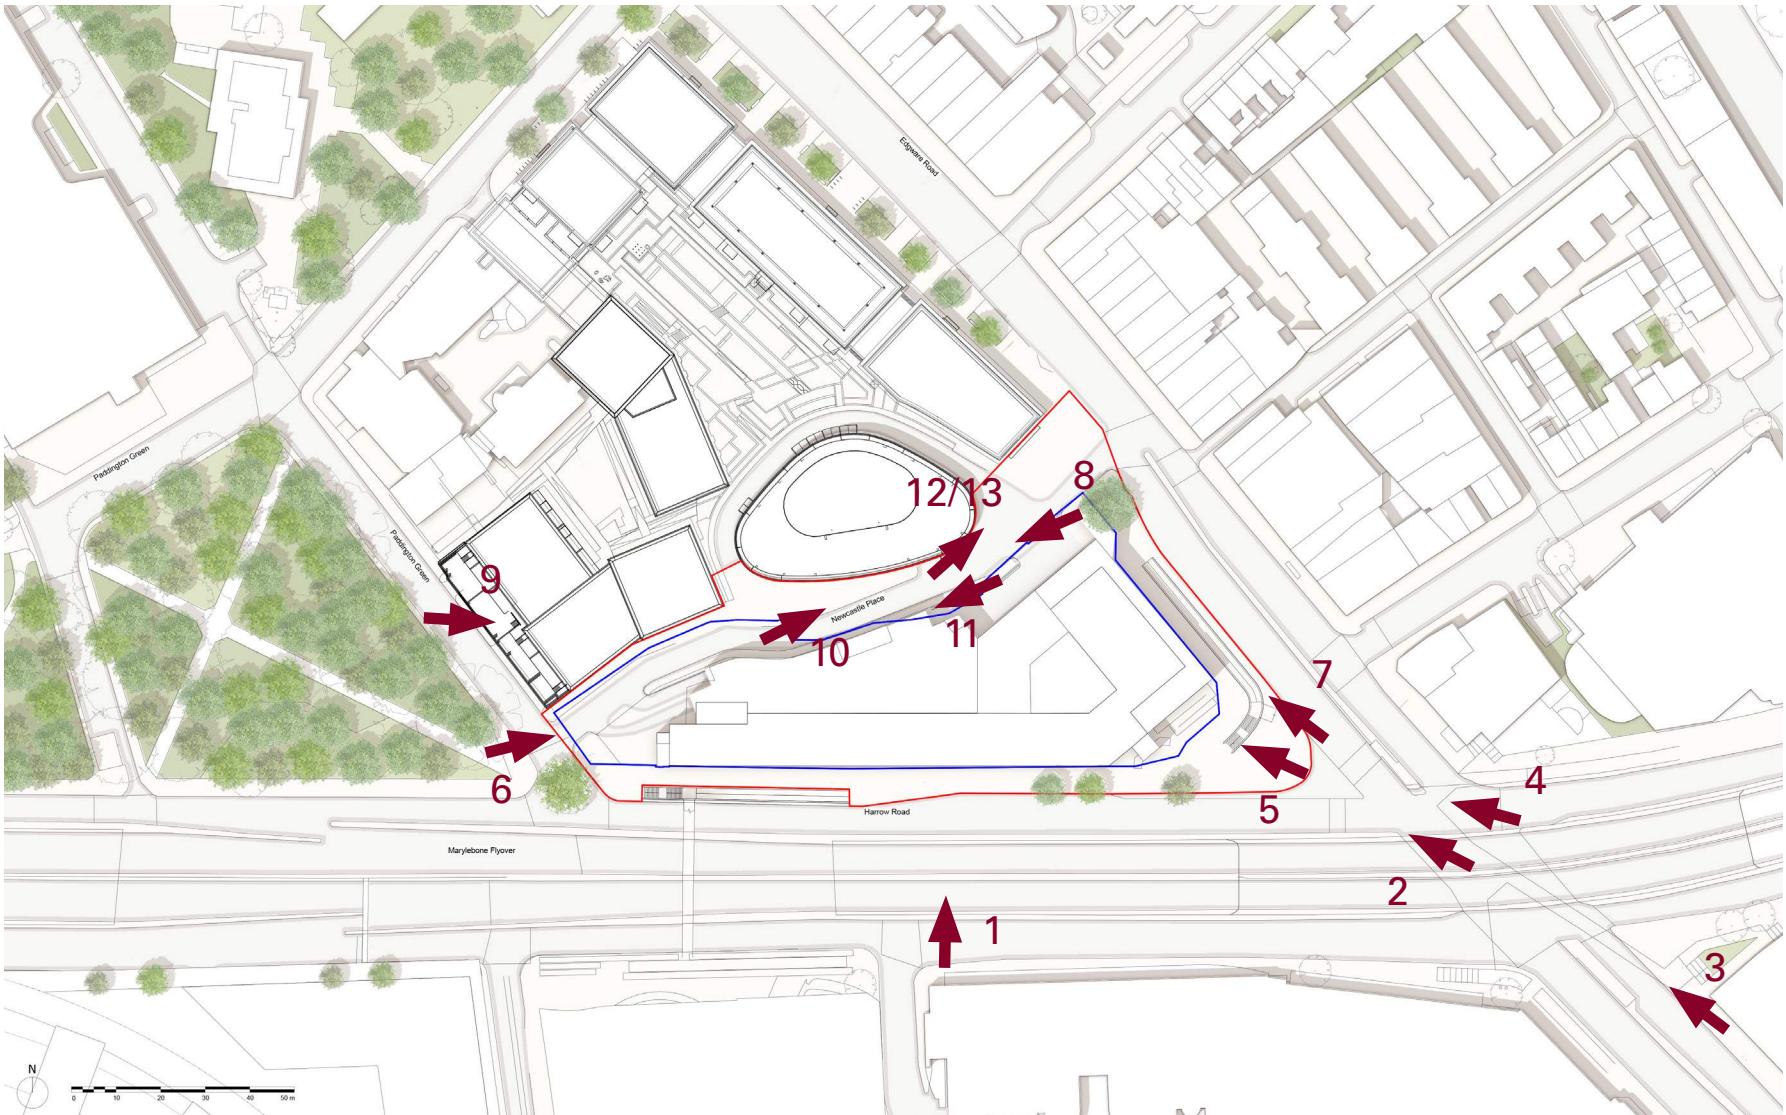 Edgware Road
Paddington Green
Paddington Green
12/13
8
9
Newcastle Place
10
11
7
6
5
4
Harrow Road
Marylebone Flyover
2
1
3
N
0 10 20 30 40 50 m